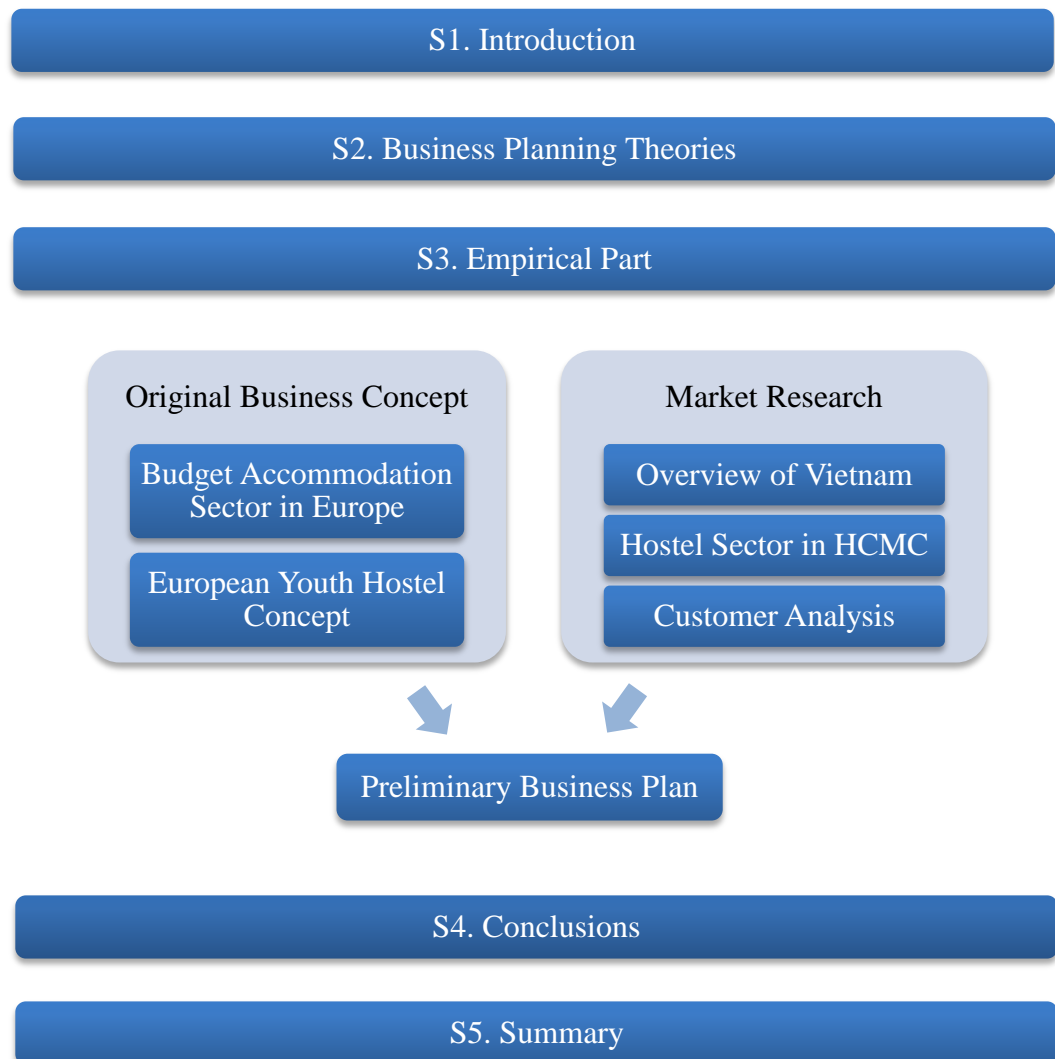 S1. Introduction
S2. Business Planning Theories
S3. Empirical Part
Original Business Concept
Budget Accommodation
Sector in Europe
European Youth Hostel
Concept
Market Research
Overview of Vietnam
Hostel Sector in HCMC
Customer Analysis
Preliminary Business Plan
S4. Conclusions
S5. Summary